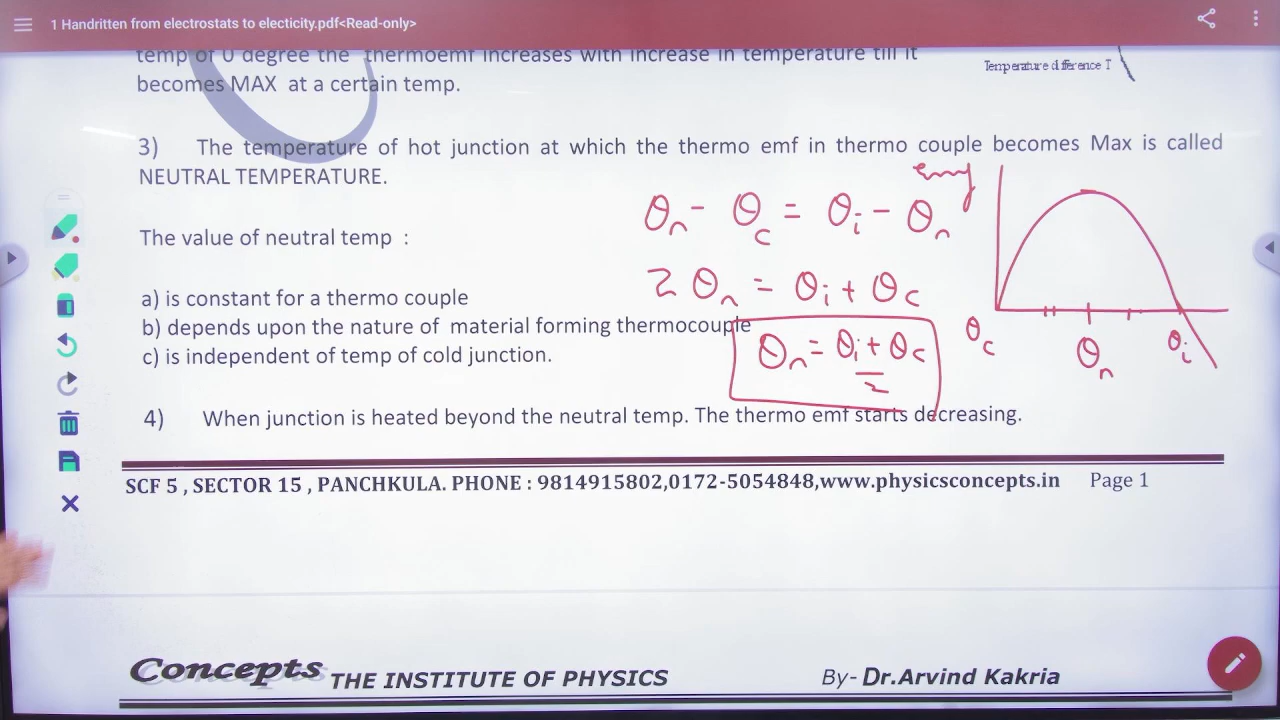 1 Handritten from electrostats to electicity.pdf<Read-only>
temp of 0 degree the thermoemf increases with increase in temperature till it
becomes MAX at a certain temp.
Temperature difference T
3) The temperature of hot junction at which the thermo emf in thermo couple becomes Max is called
NEUTRAL TEMPERATURE.
emf
θn - θc = θi - θn
The value of neutral temp :
2 θn = θi + θc
a) is constant for a thermo couple
b) depends upon the nature of material forming thermocouple
c) is independent of temp of cold junction.
θn = θi + θc
2
θc
θn
θi
4) When junction is heated beyond the neutral temp. The thermo emf starts decreasing.
SCF 5 , SECTOR 15 , PANCHKULA. PHONE : 9814915802,0172-5054848,www.physicsconcepts.in Page 1
Concepts THE INSTITUTE OF PHYSICS By- Dr.Arvind Kakria